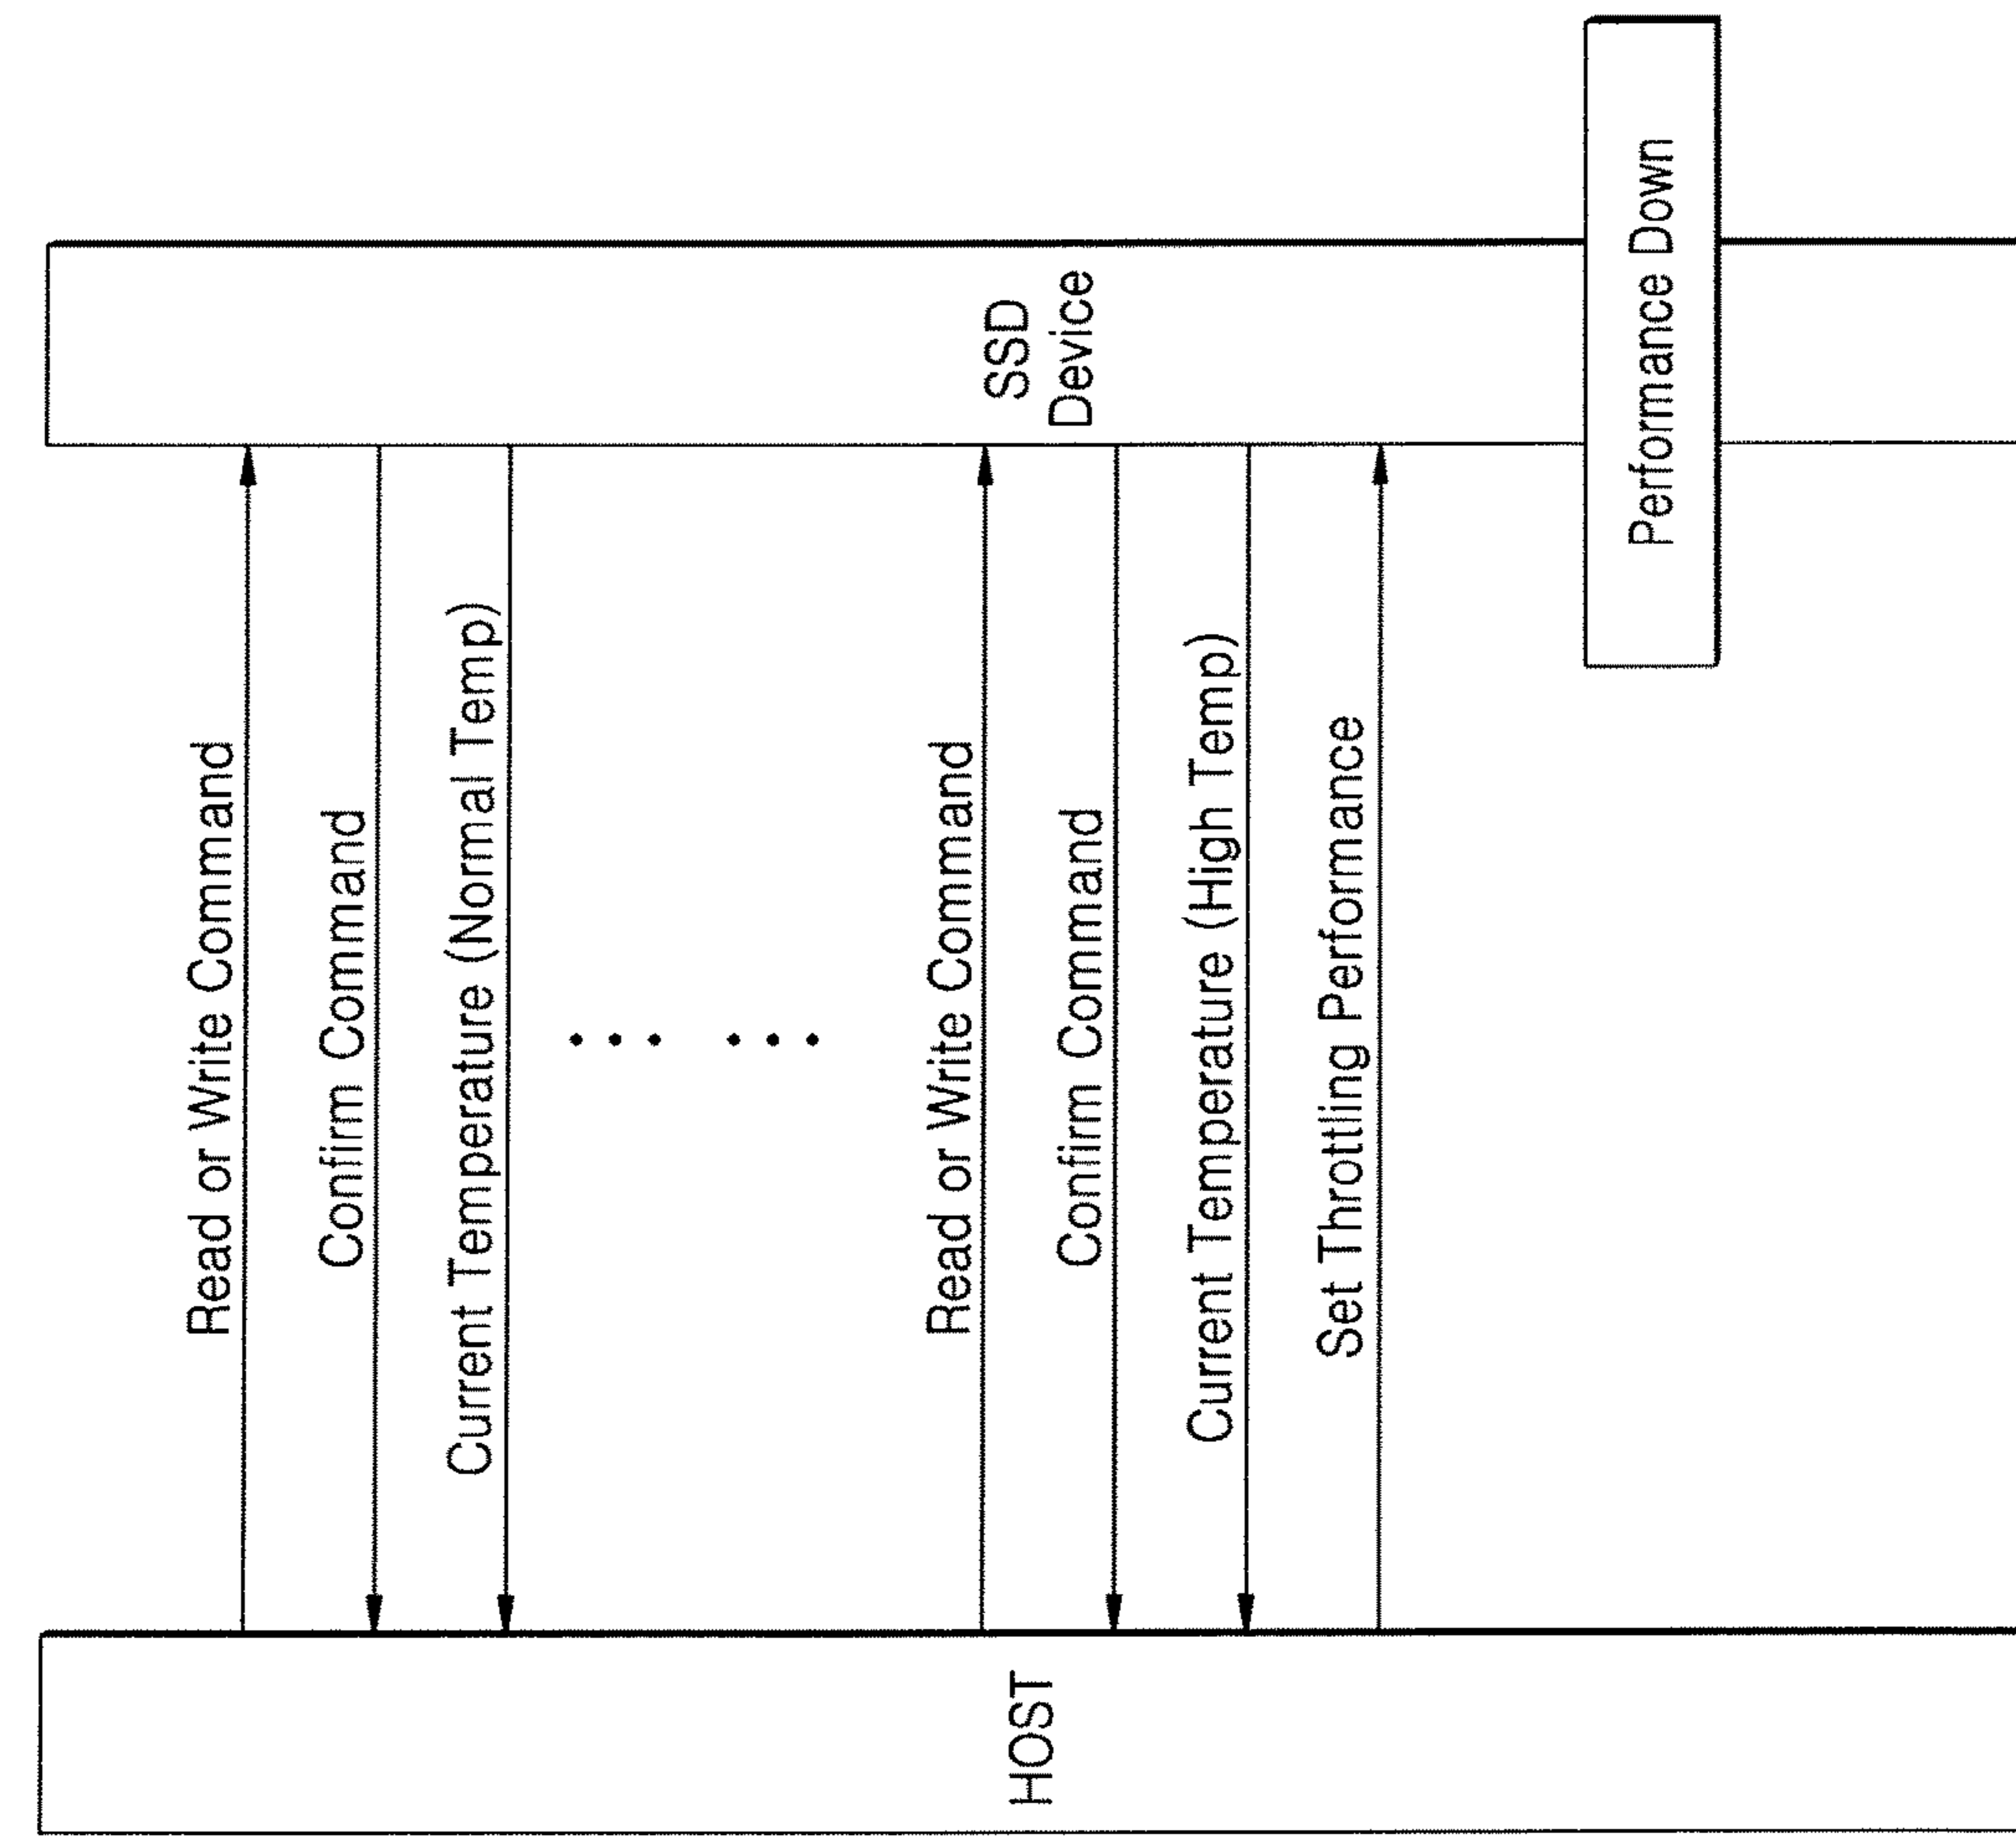 HOST
Read or Write Command
Confirm Command
Current Temperature (Normal Temp)
Read or Write Command
Confirm Command
Current Temperature (High Temp)
Set Throttling Performance
SSD
Device
Performance Down